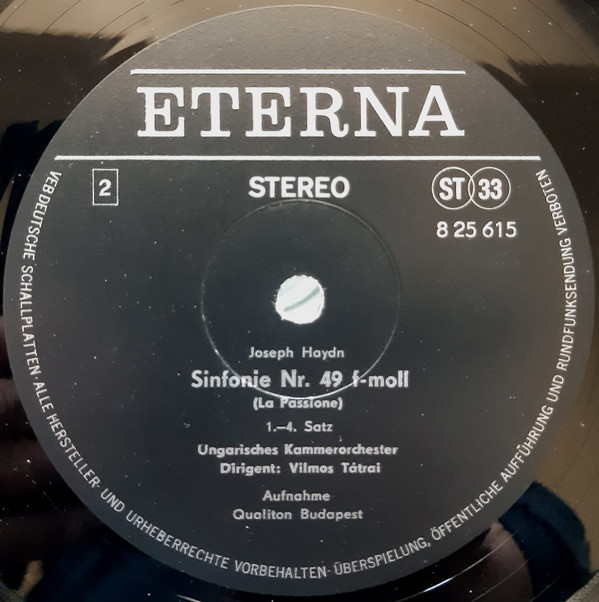 ETERNA
2
STEREO
ST 33
8 25 615
Joseph Haydn
Sinfonie Nr. 49 f-moll
(La Passione)
1.—4. Satz
Ungarisches Kammerorchester
Dirigent: Vilmos Tátrai
Aufnahme
Qualiton Budapest
VEB DEUTSCHE SCHALLPLATTEN · ALLE HERSTELLER- UND URHEBERRECHTE VORBEHALTEN · ÜBERSPIELUNG, ÖFFENTLICHE AUFFÜHRUNG UND RUNDFUNKSENDUNG VERBOTEN